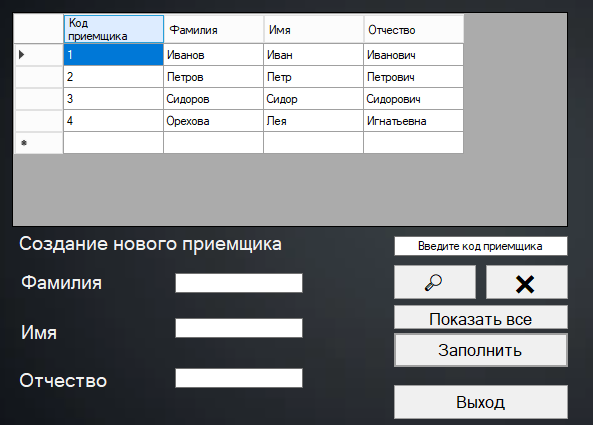 Код приемщика Фамилия Имя Отчество
1 Иванов Иван Иванович
2 Петров Петр Петрович
3 Сидоров Сидор Сидорович
4 Орехова Лея Игнатьевна
Создание нового приемщика
Введите код приемщика
Фамилия
Показать все
Имя
Заполнить
Отчество
Выход